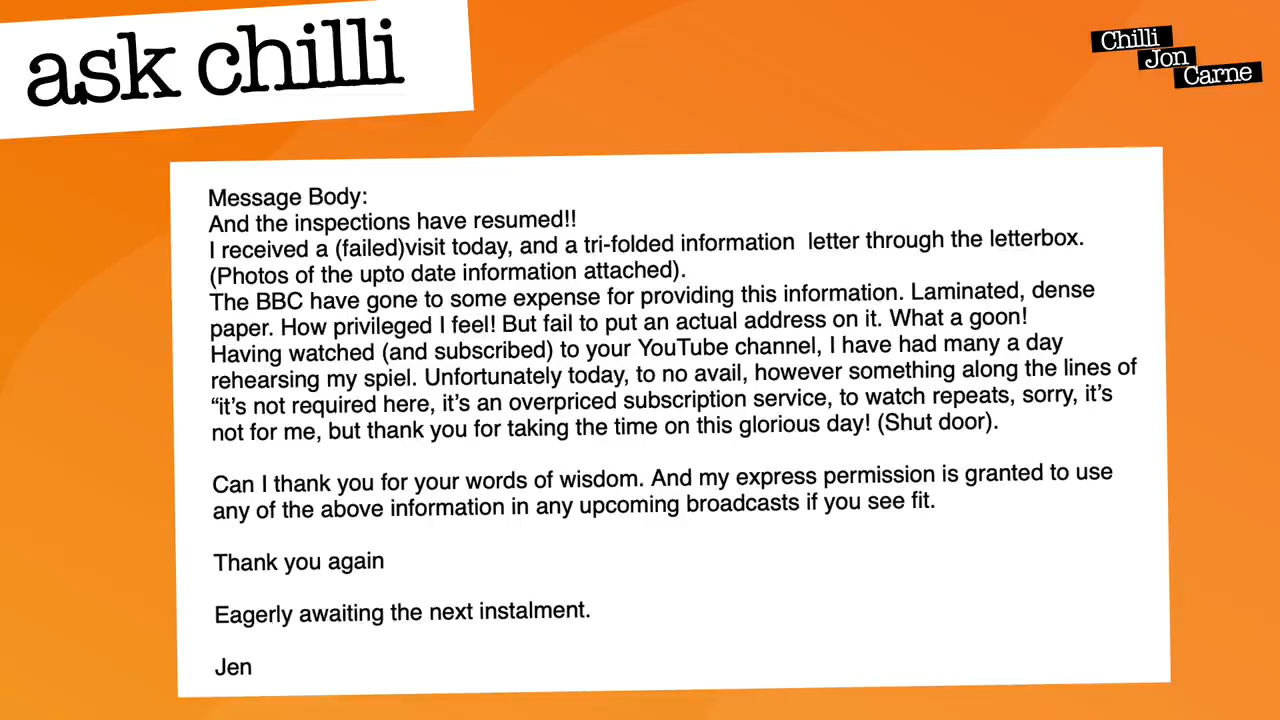 ask chilli
Chilli
Jon
Carne
Message Body:
And the inspections have resumed!!
I received a (failed)visit today, and a tri-folded information  letter through the letterbox.
(Photos of the upto date information attached).
The BBC have gone to some expense for providing this information. Laminated, dense
paper. How privileged I feel! But fail to put an actual address on it. What a goon!
Having watched (and subscribed) to your YouTube channel, I have had many a day
rehearsing my spiel. Unfortunately today, to no avail, however something along the lines of
“it’s not required here, it’s an overpriced subscription service, to watch repeats, sorry, it’s
not for me, but thank you for taking the time on this glorious day! (Shut door).
Can I thank you for your words of wisdom. And my express permission is granted to use
any of the above information in any upcoming broadcasts if you see fit.
Thank you again
Eagerly awaiting the next instalment.
Jen